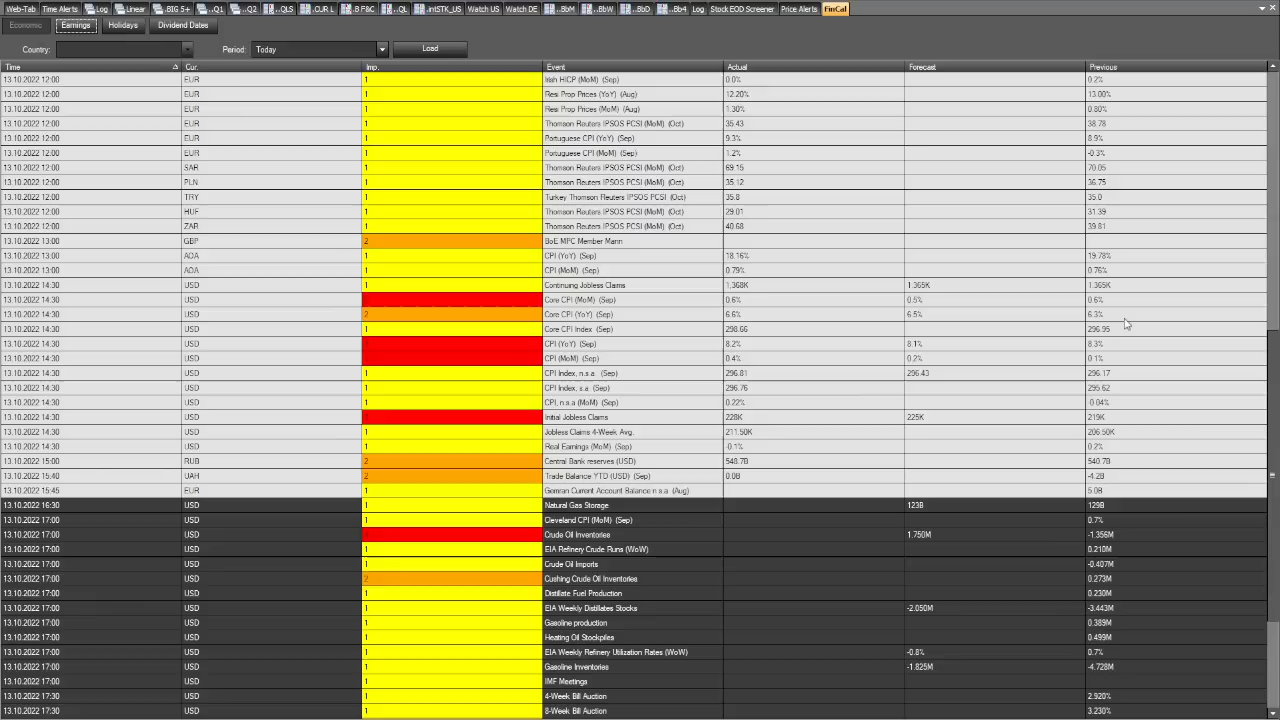 Web-Tab Time Alerts Log Linear BIG 5+ ..Q1 ..Q2 .QLS .CUR L .B F&C .QL .intSTK_US Watch US Watch DE ..BbM ..BbW ..BbD ..Bb4 Log Stock EOD Screener Price Alerts FinCal
Economic Earnings Holidays Dividend Dates
Country: Period: Today Load
Time Cur. Imp. Event Actual Forecast Previous
13.10.2022 12:00 EUR 1 Irish HICP (MoM) (Sep) 0.0% 0.2%
13.10.2022 12:00 EUR 1 Resi Prop Prices (YoY) (Aug) 12.20% 13.00%
13.10.2022 12:00 EUR 1 Resi Prop Prices (MoM) (Aug) 1.30% 0.80%
13.10.2022 12:00 EUR 1 Thomson Reuters IPSOS PCSI (MoM) (Oct) 35.43 38.78
13.10.2022 12:00 EUR 1 Portuguese CPI (YoY) (Sep) 9.3% 8.9%
13.10.2022 12:00 EUR 1 Portuguese CPI (MoM) (Sep) 1.2% -0.3%
13.10.2022 12:00 SAR 1 Thomson Reuters IPSOS PCSI (MoM) (Oct) 69.15 70.05
13.10.2022 12:00 PLN 1 Thomson Reuters IPSOS PCSI (MoM) (Oct) 35.12 36.75
13.10.2022 12:00 TRY 1 Turkey Thomson Reuters IPSOS PCSI (Oct) 35.8 35.0
13.10.2022 12:00 HUF 1 Thomson Reuters IPSOS PCSI (MoM) (Oct) 29.01 31.39
13.10.2022 12:00 ZAR 1 Thomson Reuters IPSOS PCSI (MoM) (Oct) 40.68 39.81
13.10.2022 13:00 GBP 2 BoE MPC Member Mann
13.10.2022 13:00 AOA 1 CPI (YoY) (Sep) 18.16% 19.78%
13.10.2022 13:00 AOA 1 CPI (MoM) (Sep) 0.79% 0.76%
13.10.2022 14:30 USD 1 Continuing Jobless Claims 1,368K 1.365K 1.365K
13.10.2022 14:30 USD Core CPI (MoM) (Sep) 0.6% 0.5% 0.6%
13.10.2022 14:30 USD 2 Core CPI (YoY) (Sep) 6.6% 6.5% 6.3%
13.10.2022 14:30 USD 1 Core CPI Index (Sep) 298.66 296.95
13.10.2022 14:30 USD CPI (YoY) (Sep) 8.2% 8.1% 8.3%
13.10.2022 14:30 USD CPI (MoM) (Sep) 0.4% 0.2% 0.1%
13.10.2022 14:30 USD 1 CPI Index, n.s.a. (Sep) 296.81 296.43 296.17
13.10.2022 14:30 USD 1 CPI Index, s.a (Sep) 296.76 295.62
13.10.2022 14:30 USD 1 CPI, n.s.a (MoM) (Sep) 0.22% -0.04%
13.10.2022 14:30 USD Initial Jobless Claims 228K 225K 219K
13.10.2022 14:30 USD 1 Jobless Claims 4-Week Avg. 211.50K 206.50K
13.10.2022 14:30 USD 1 Real Earnings (MoM) (Sep) -0.1% 0.2%
13.10.2022 15:00 RUB 2 Central Bank reserves (USD) 548.7B 540.7B
13.10.2022 15:40 UAH 2 Trade Balance YTD (USD) (Sep) 0.0B -4.2B
13.10.2022 15:45 EUR 1 Gemran Current Account Balance n.s.a (Aug) 5.0B
13.10.2022 16:30 USD 1 Natural Gas Storage 123B 129B
13.10.2022 17:00 USD 1 Cleveland CPI (MoM) (Sep) 0.7%
13.10.2022 17:00 USD Crude Oil Inventories 1.750M -1.356M
13.10.2022 17:00 USD 1 EIA Refinery Crude Runs (WoW) 0.210M
13.10.2022 17:00 USD 1 Crude Oil Imports -0.407M
13.10.2022 17:00 USD 2 Cushing Crude Oil Inventories 0.273M
13.10.2022 17:00 USD 1 Distillate Fuel Production 0.230M
13.10.2022 17:00 USD 1 EIA Weekly Distillates Stocks -2.050M -3.443M
13.10.2022 17:00 USD 1 Gasoline production 0.389M
13.10.2022 17:00 USD 1 Heating Oil Stockpiles 0.499M
13.10.2022 17:00 USD 1 EIA Weekly Refinery Utilization Rates (WoW) -0.8% 0.7%
13.10.2022 17:00 USD 1 Gasoline Inventories -1.825M -4.728M
13.10.2022 17:00 USD 1 IMF Meetings
13.10.2022 17:30 USD 1 4-Week Bill Auction 2.920%
13.10.2022 17:30 USD 1 8-Week Bill Auction 3.230%